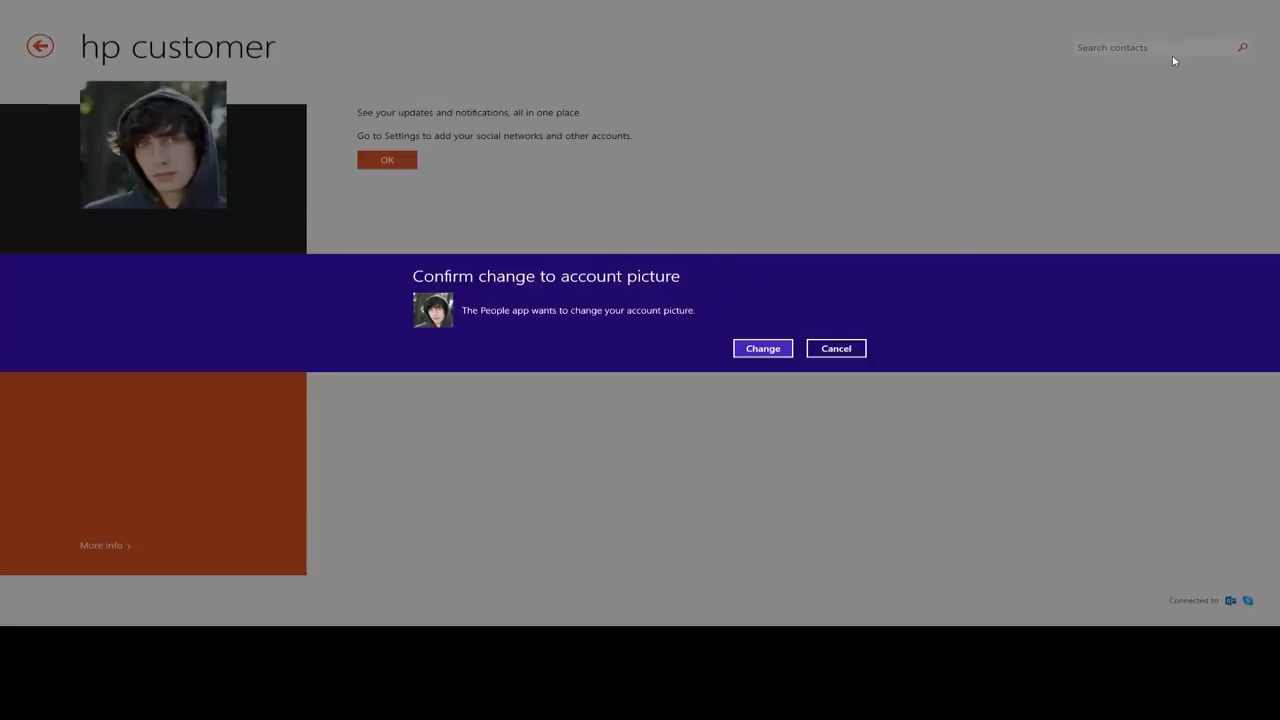 hp customer
Search contacts
See your updates and notifications, all in one place.
Go to Settings to add your social networks and other accounts.
OK
Confirm change to account picture
The People app wants to change your account picture.
Change
Cancel
More info
Connected to